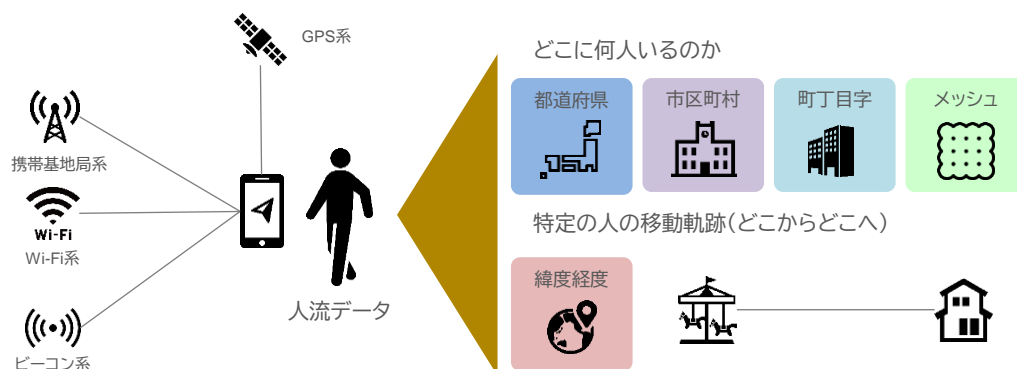 GPS系
携帯基地局系
Wi-Fi
Wi-Fi系
ビーコン系
人流データ
どこに何人いるのか
都道府県
市区町村
町丁目字
メッシュ
特定の人の移動軌跡(どこからどこへ)
緯度経度